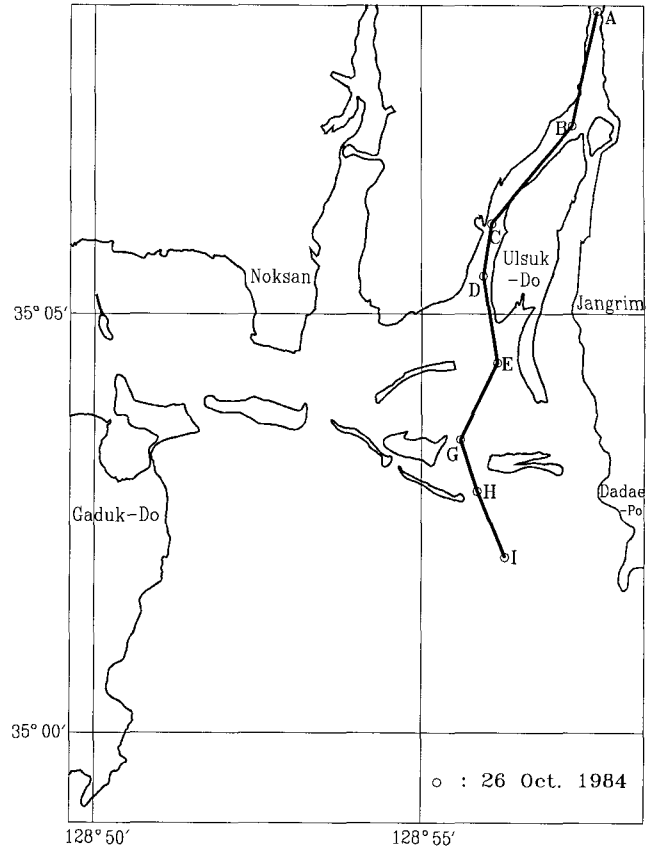 A
B
C
Noksan
Ulsuk
-Do
D
Jangrim
35° 05′
E
G
H
Dadae
-Po
Gaduk-Do
I
35° 00′
○ : 26 Oct. 1984
128° 50′
128° 55′